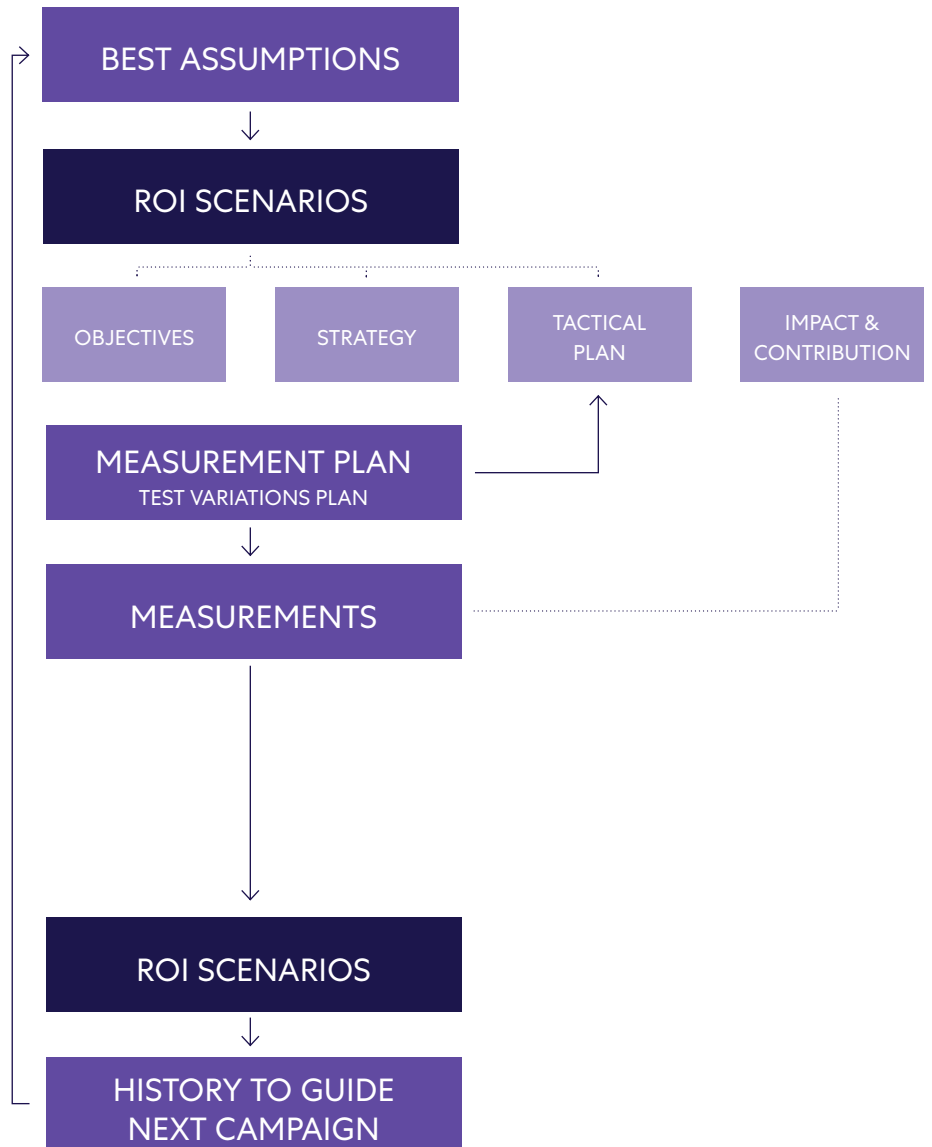 BEST ASSUMPTIONS
ROI SCENARIOS
OBJECTIVES
STRATEGY
TACTICAL
PLAN
IMPACT &
CONTRIBUTION
MEASUREMENT PLAN
TEST VARIATIONS PLAN
MEASUREMENTS
ROI SCENARIOS
HISTORY TO GUIDE
NEXT CAMPAIGN